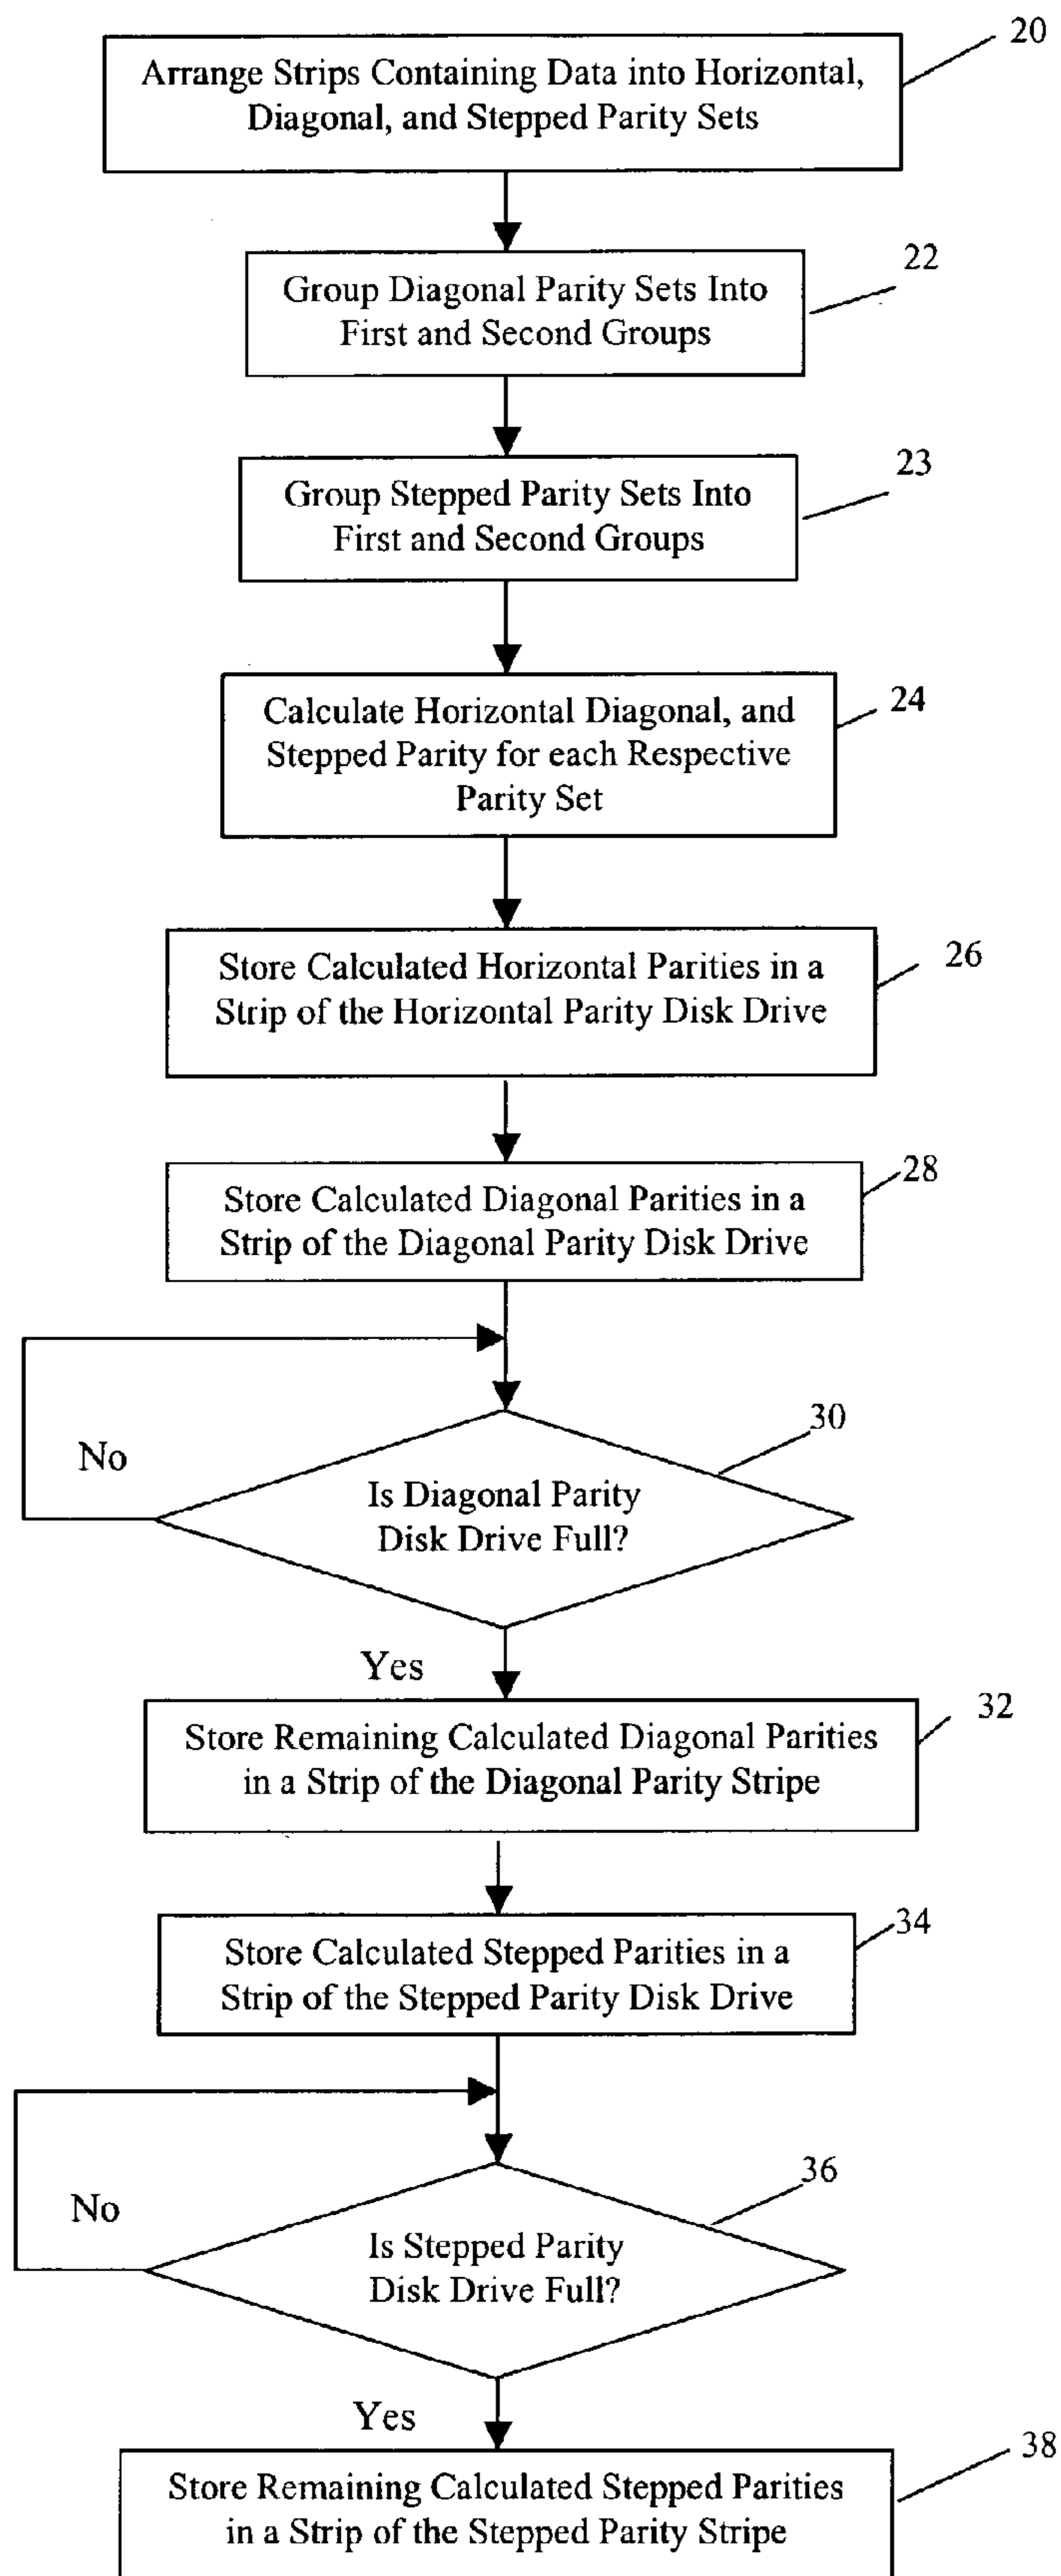 20
Arrange Strips Containing Data into Horizontal,
Diagonal, and Stepped Parity Sets
22
Group Diagonal Parity Sets Into
First and Second Groups
23
Group Stepped Parity Sets Into
First and Second Groups
24
Calculate Horizontal Diagonal, and
Stepped Parity for each Respective
Parity Set
26
Store Calculated Horizontal Parities in a
Strip of the Horizontal Parity Disk Drive
28
Store Calculated Diagonal Parities in a
Strip of the Diagonal Parity Disk Drive
30
No
Is Diagonal Parity
Disk Drive Full?
Yes
32
Store Remaining Calculated Diagonal Parities
in a Strip of the Diagonal Parity Stripe
34
Store Calculated Stepped Parities in a
Strip of the Stepped Parity Disk Drive
36
No
Is Stepped Parity
Disk Drive Full?
Yes
38
Store Remaining Calculated Stepped Parities
in a Strip of the Stepped Parity Stripe